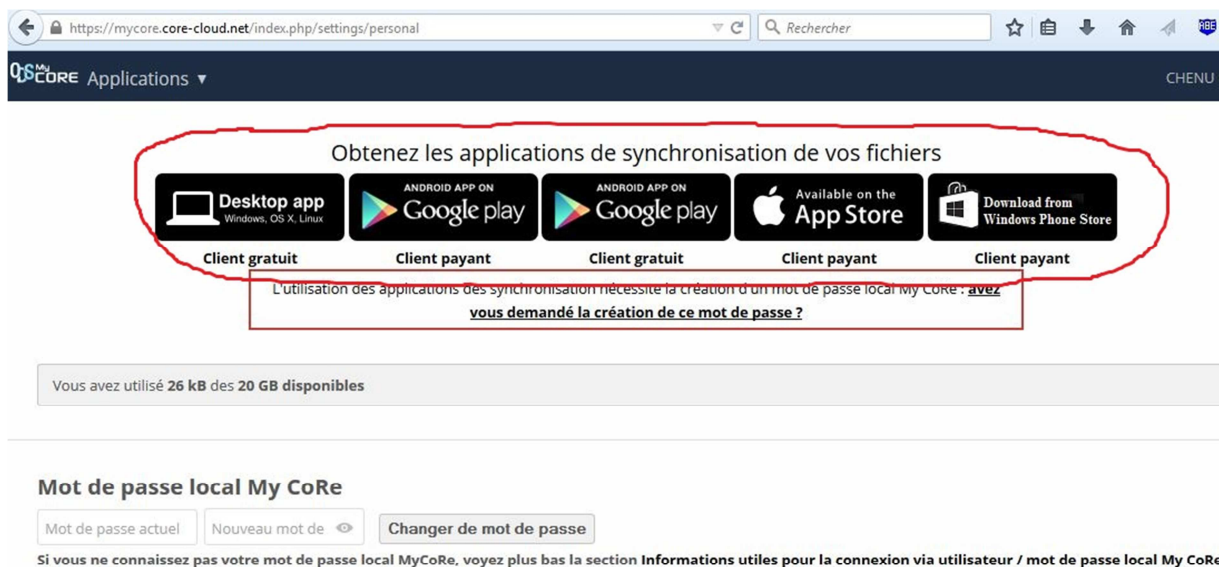 https://mycore.core-cloud.net/index.php/settings/personal
Rechercher
ABE
ODS My CORE Applications ▾
CHENU
Obtenez les applications de synchronisation de vos fichiers
Desktop app
Windows, OS X, Linux
ANDROID APP ON
Google play
ANDROID APP ON
Google play
Available on the
App Store
Download from
Windows Phone Store
Client gratuit
Client payant
Client gratuit
Client payant
Client payant
L'utilisation des applications des synchronisation nécessite la création d'un mot de passe local My CoRe : avez
vous demandé la création de ce mot de passe ?
Vous avez utilisé 26 kB des 20 GB disponibles
Mot de passe local My CoRe
Mot de passe actuel
Nouveau mot de
Changer de mot de passe
Si vous ne connaissez pas votre mot de passe local MyCoRe, voyez plus bas la section Informations utiles pour la connexion via utilisateur / mot de passe local My CoRe